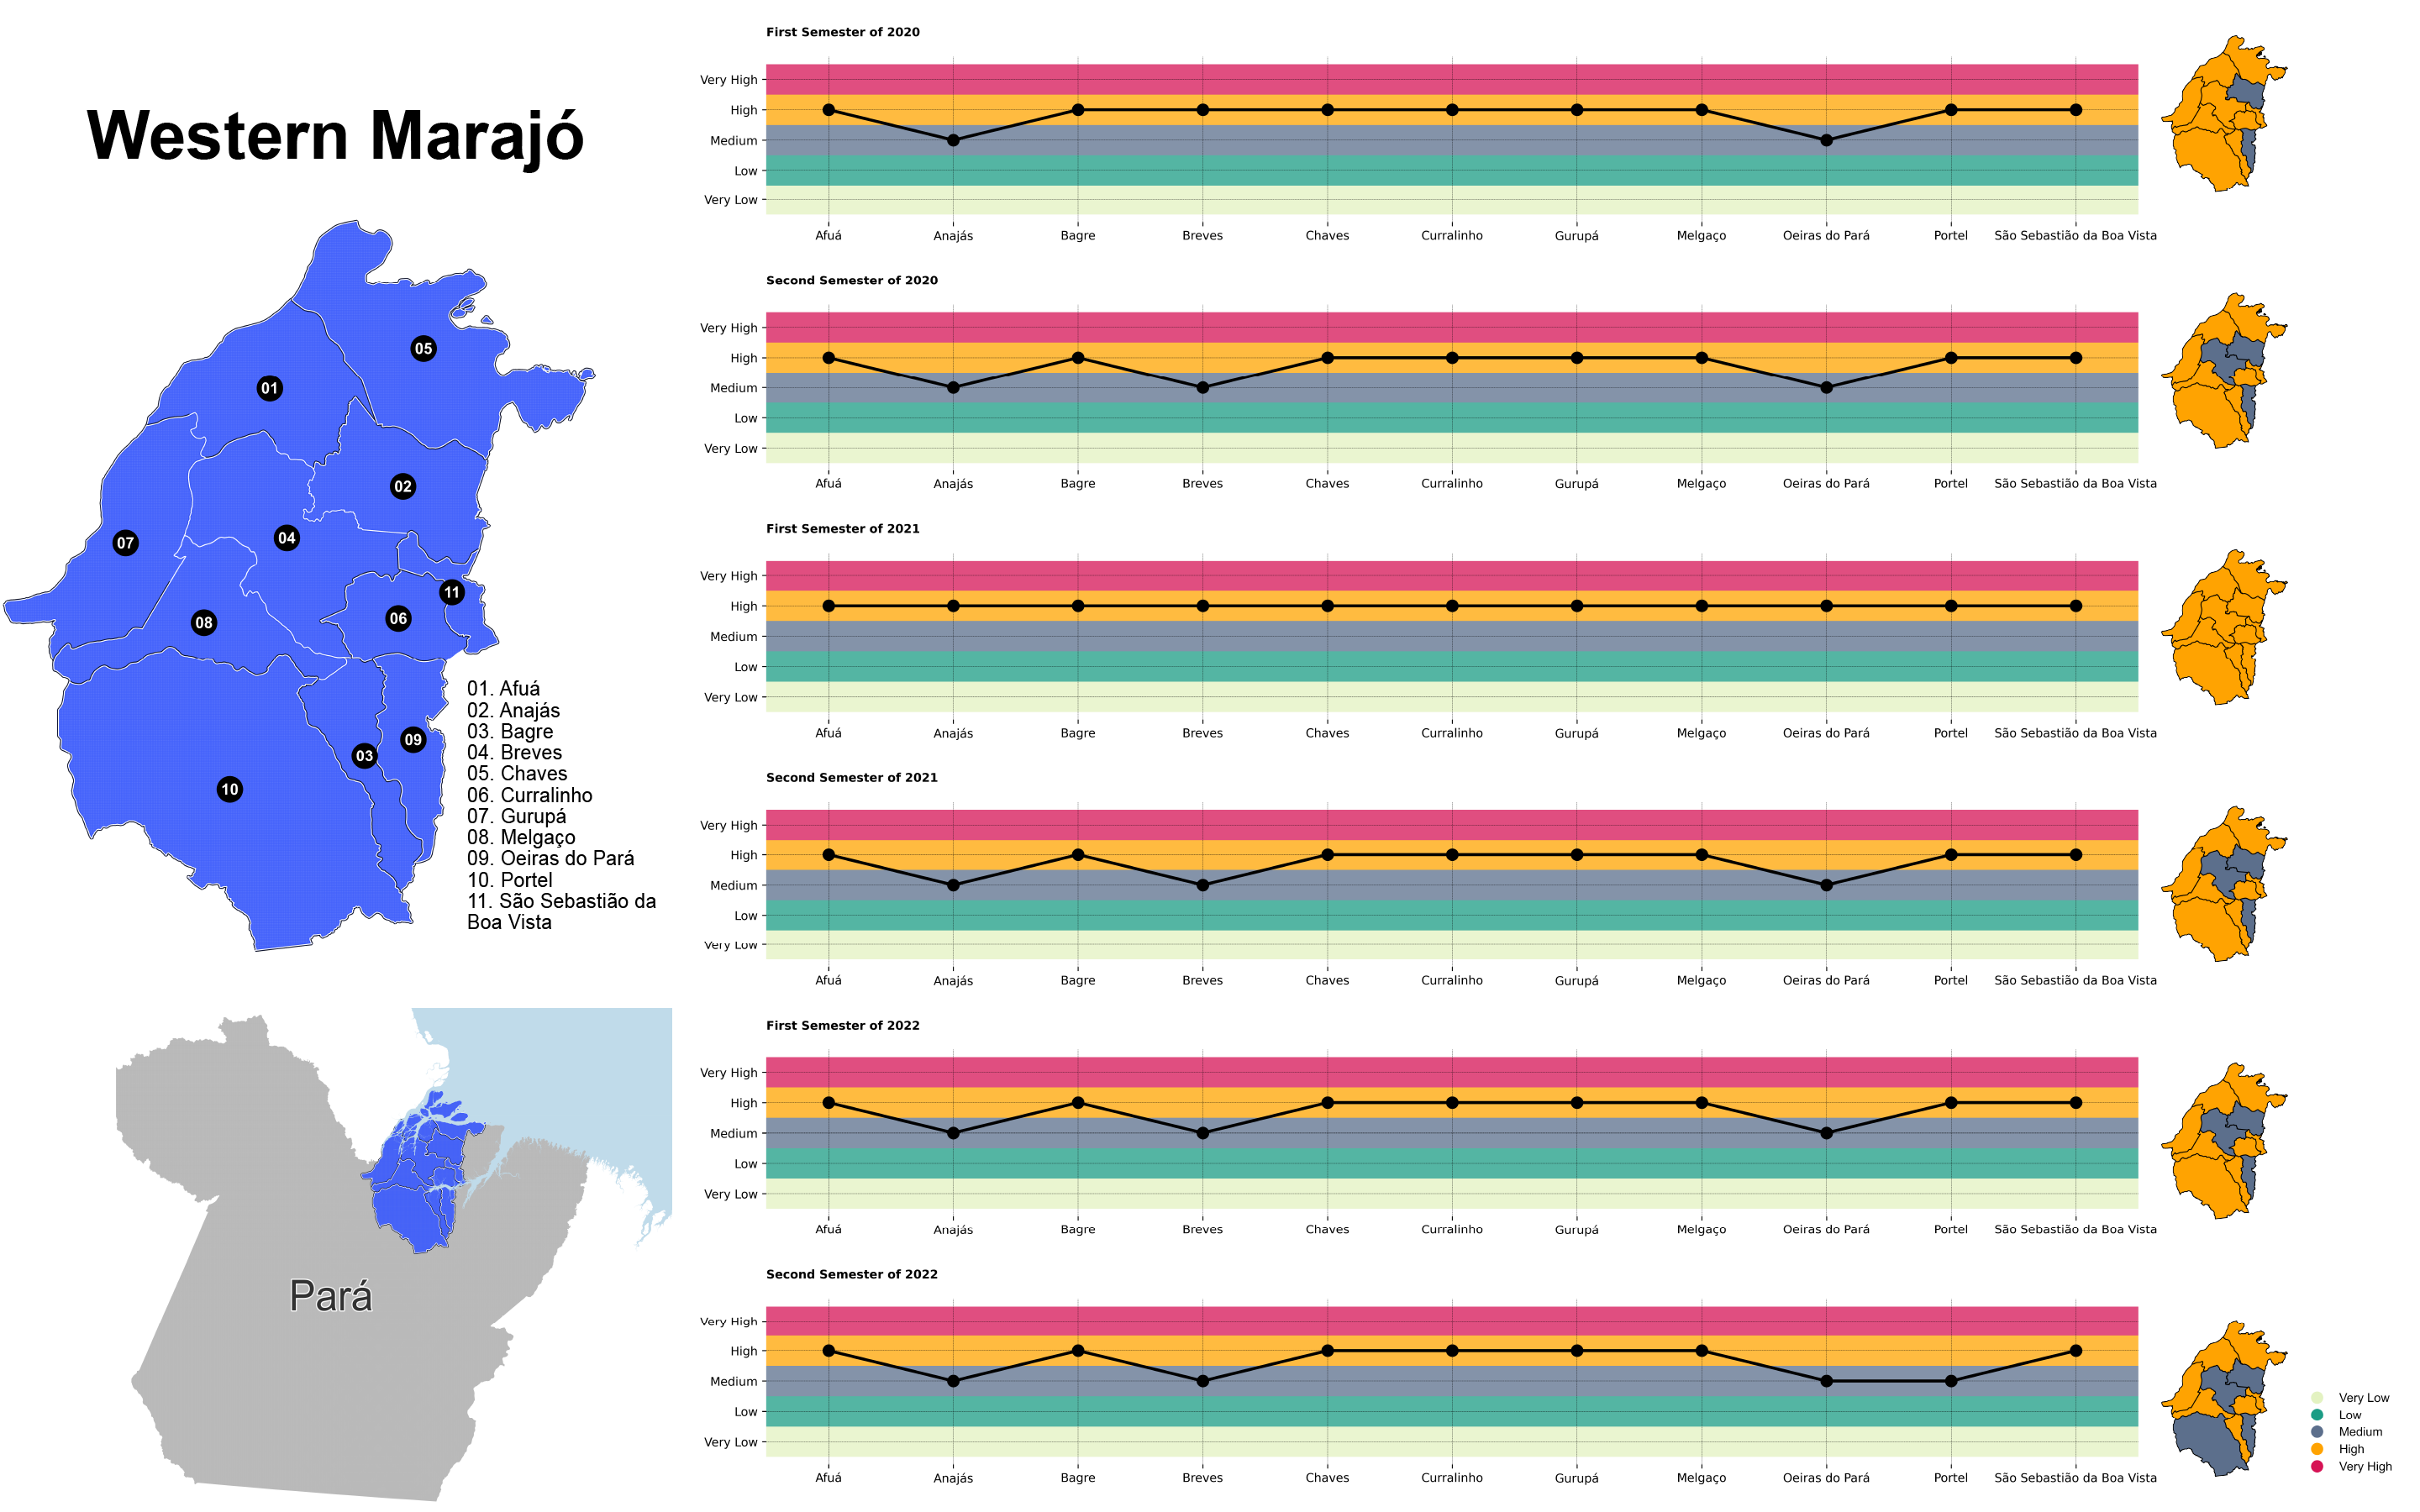 Western Marajó
05
01
02
07
04
11
06
08
09
03
10
01. Afuá
02. Anajás
03. Bagre
04. Breves
05. Chaves
06. Curralinho
07. Gurupá
08. Melgaço
09. Oeiras do Pará
10. Portel
11. São Sebastião da
Boa Vista
Pará
First Semester of 2020
Very High
High
Medium
Low
Very Low
Afuá Anajás Bagre Breves Chaves Curralinho Gurupá Melgaço Oeiras do Pará Portel São Sebastião da Boa Vista
Second Semester of 2020
Very High
High
Medium
Low
Very Low
Afuá Anajás Bagre Breves Chaves Curralinho Gurupá Melgaço Oeiras do Pará Portel São Sebastião da Boa Vista
First Semester of 2021
Very High
High
Medium
Low
Very Low
Afuá Anajás Bagre Breves Chaves Curralinho Gurupá Melgaço Oeiras do Pará Portel São Sebastião da Boa Vista
Second Semester of 2021
Very High
High
Medium
Low
Very Low
Afuá Anajás Bagre Breves Chaves Curralinho Gurupá Melgaço Oeiras do Pará Portel São Sebastião da Boa Vista
First Semester of 2022
Very High
High
Medium
Low
Very Low
Afuá Anajás Bagre Breves Chaves Curralinho Gurupá Melgaço Oeiras do Pará Portel São Sebastião da Boa Vista
Second Semester of 2022
Very High
High
Medium
Low
Very Low
Afuá Anajás Bagre Breves Chaves Curralinho Gurupá Melgaço Oeiras do Pará Portel São Sebastião da Boa Vista
Very Low
Low
Medium
High
Very High